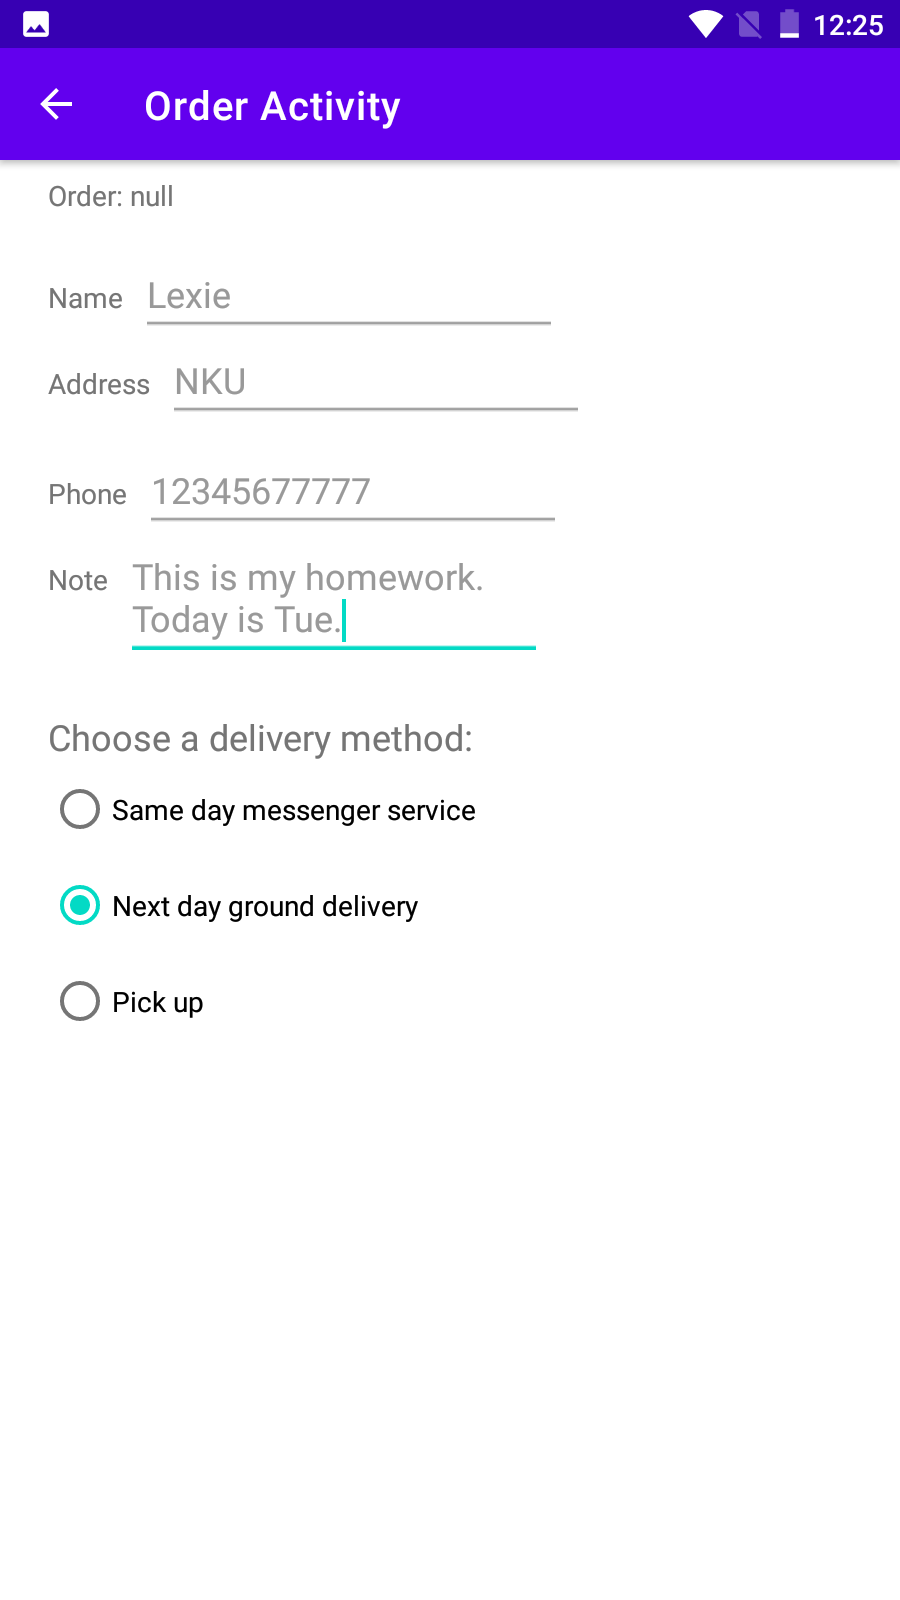 12:25
Order Activity
Order: null
Name Lexie
Address NKU
Phone 12345677777
Note This is my homework.
Today is Tue.
Choose a delivery method:
Same day messenger service
Next day ground delivery
Pick up